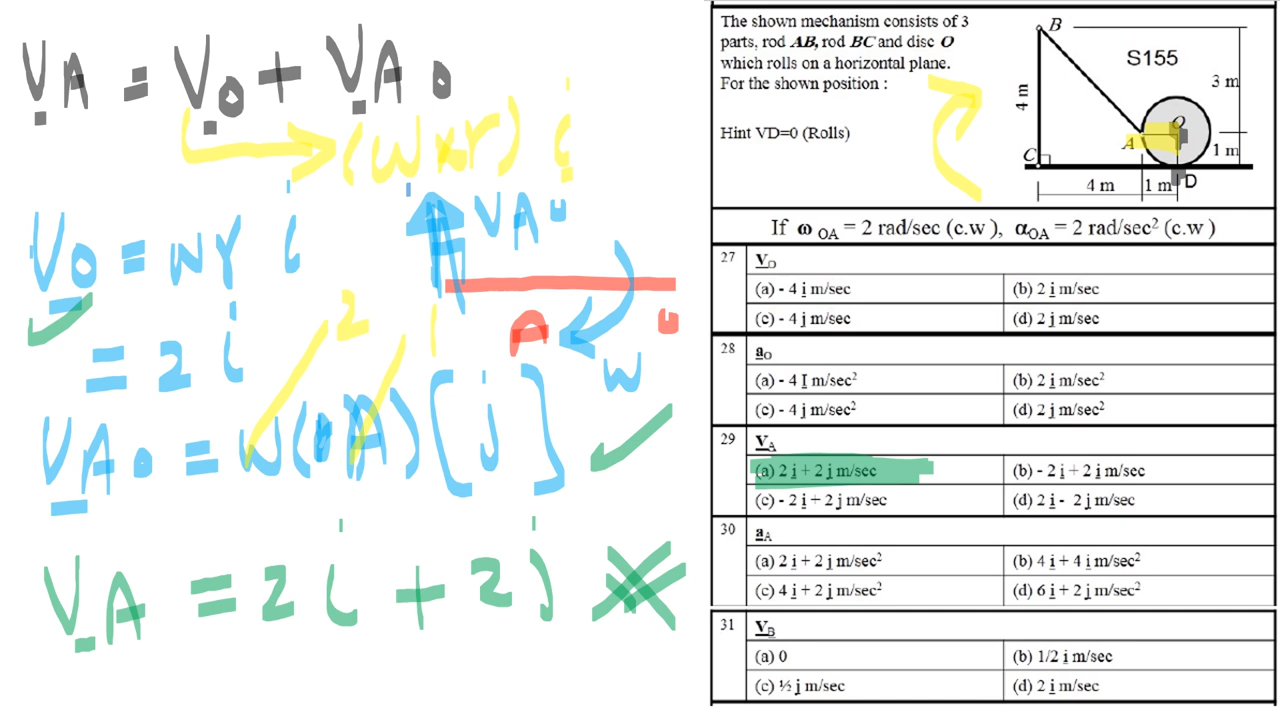 VA = VO + VAO
(ω×r) i
VO = ωr i
= 2 i
VAO
A
O
ω
2
VAO = ω(OA) [j]
VA = 2 i + 2 j
The shown mechanism consists of 3
parts, rod AB, rod BC and disc O
which rolls on a horizontal plane.
For the shown position :
Hint VD=0 (Rolls)
B
S155
4 m
3 m
O
A
1 m
C
4 m
1 m
D
If ω OA = 2 rad/sec (c.w ), αOA = 2 rad/sec² (c.w )
27 VO
(a) - 4 i m/sec (b) 2 i m/sec
(c) - 4 j m/sec (d) 2 j m/sec
28 aO
(a) - 4 I m/sec² (b) 2 i m/sec²
(c) - 4 j m/sec² (d) 2 j m/sec²
29 VA
(a) 2 i + 2 j m/sec (b) - 2 i + 2 i m/sec
(c) - 2 i + 2 j m/sec (d) 2 i - 2 j m/sec
30 aA
(a) 2 i + 2 j m/sec² (b) 4 i + 4 i m/sec²
(c) 4 i + 2 j m/sec² (d) 6 i + 2 j m/sec²
31 VB
(a) 0 (b) 1/2 i m/sec
(c) ½ j m/sec (d) 2 i m/sec